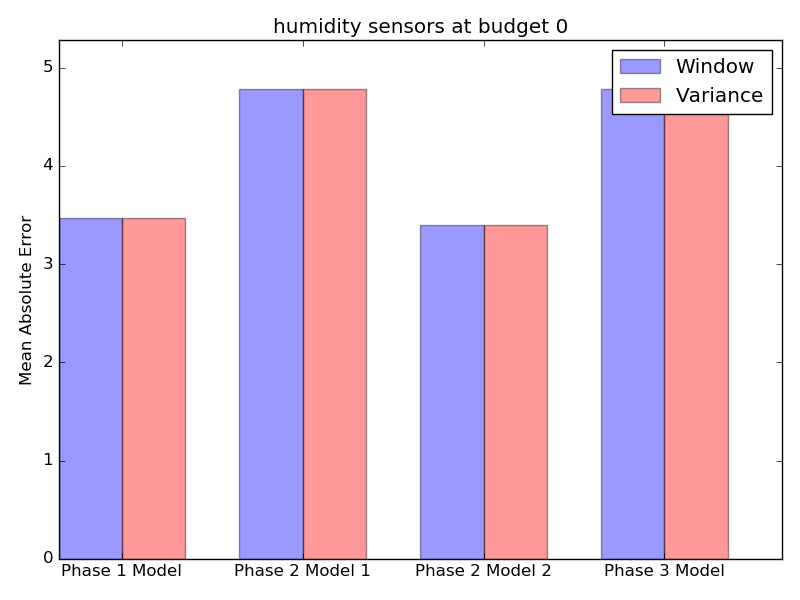 humidity sensors at budget 0
Window
Variance
Mean Absolute Error
5
4
3
2
1
0
Phase 1 Model
Phase 2 Model 1
Phase 2 Model 2
Phase 3 Model